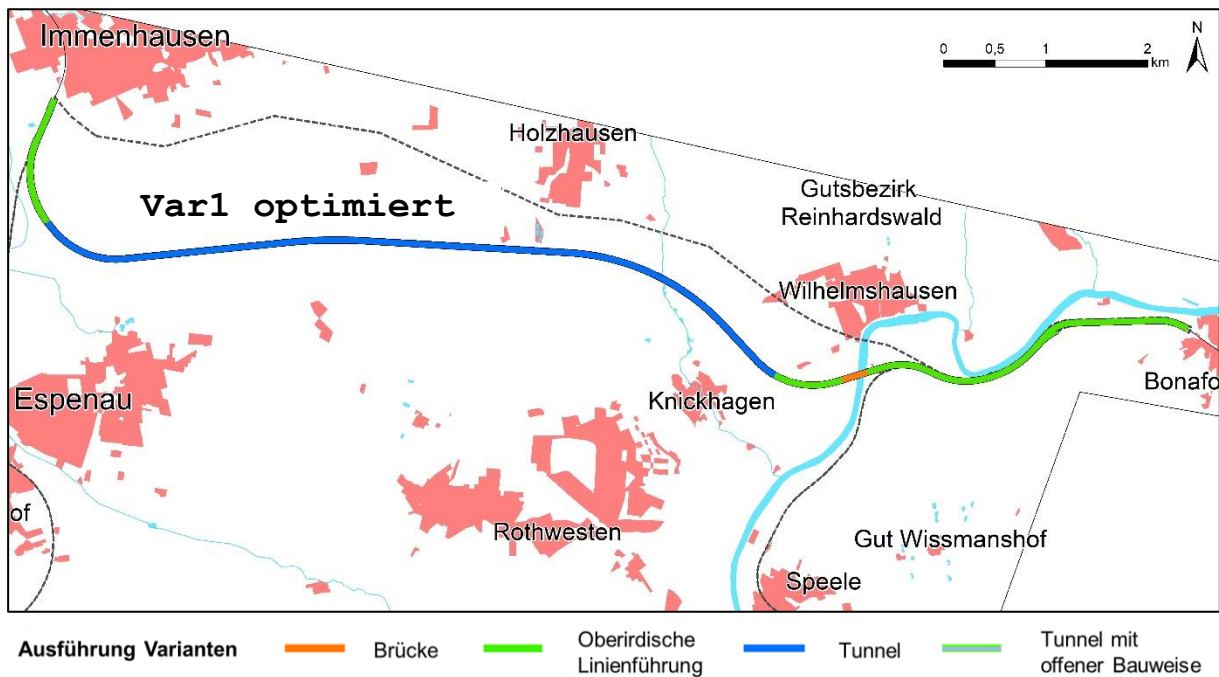 Immenhausen
N
0 0,5 1 2
km
Holzhausen
Gutsbezirk
Reinhardswald
Var1 optimiert
Wilhelmshausen
Espenau
Knickhagen
Bonafo
of
Rothwesten
Gut Wissmanshof
Speele
Ausführung Varianten
Brücke
Oberirdische
Linienführung
Tunnel
Tunnel mit
offener Bauweise